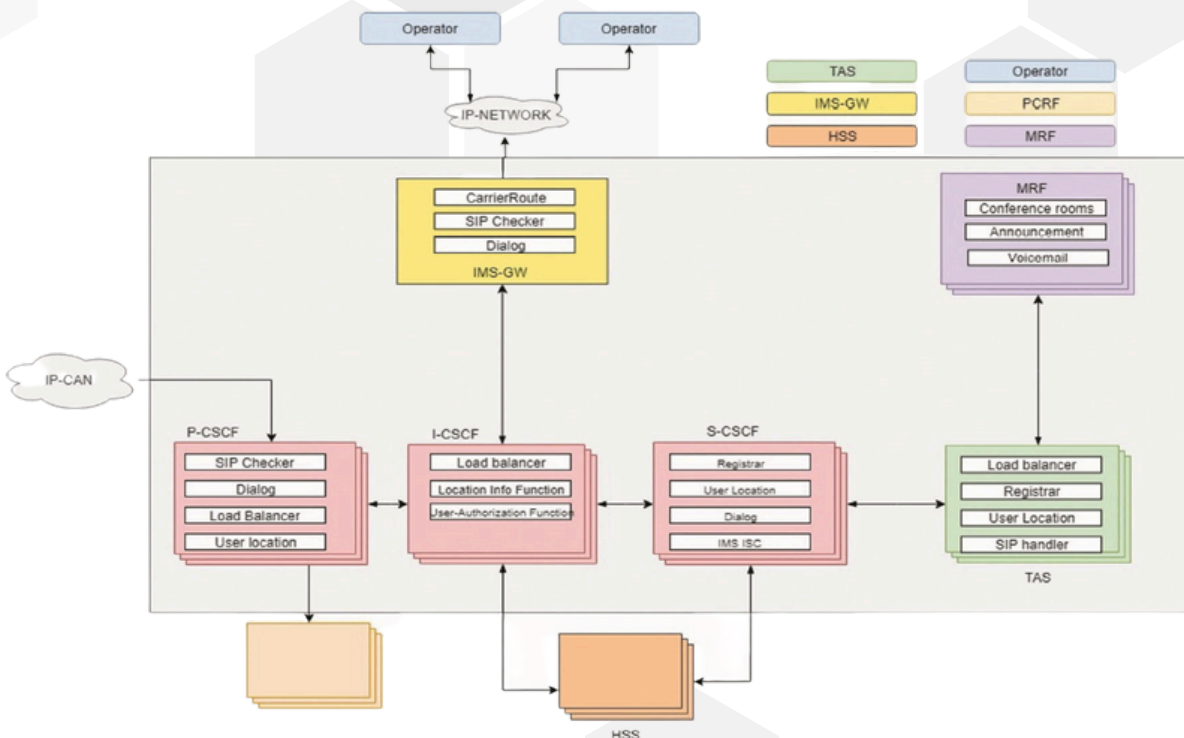 Operator
Operator
IP-NETWORK
TAS
Operator
IMS-GW
PCRF
HSS
MRF
CarrierRoute
SIP Checker
Dialog
IMS-GW
MRF
Conference rooms
Announcement
Voicemail
IP-CAN
P-CSCF
SIP Checker
Dialog
Load Balancer
User location
I-CSCF
Load balancer
Location Info Function
User-Authorization Function
S-CSCF
Registrar
User Location
Dialog
IMS ISC
Load balancer
Registrar
User Location
SIP handler
TAS
HSS